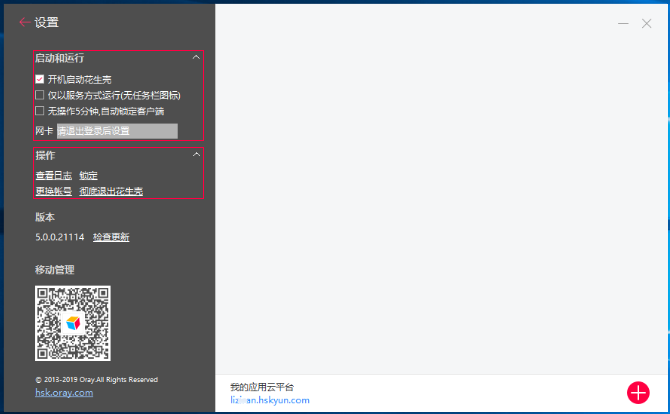 设置
启动和运行
开机启动花生壳
仅以服务方式运行(无任务栏图标)
无操作5分钟,自动锁定客户端
网卡 请退出登录后设置
操作
查看日志 锁定
更换帐号 彻底退出花生壳
版本
5.0.0.21114 检查更新
移动管理
© 2013-2019 Oray.All Rights Reserved
hsk.oray.com
我的应用云平台
.hskyun.com